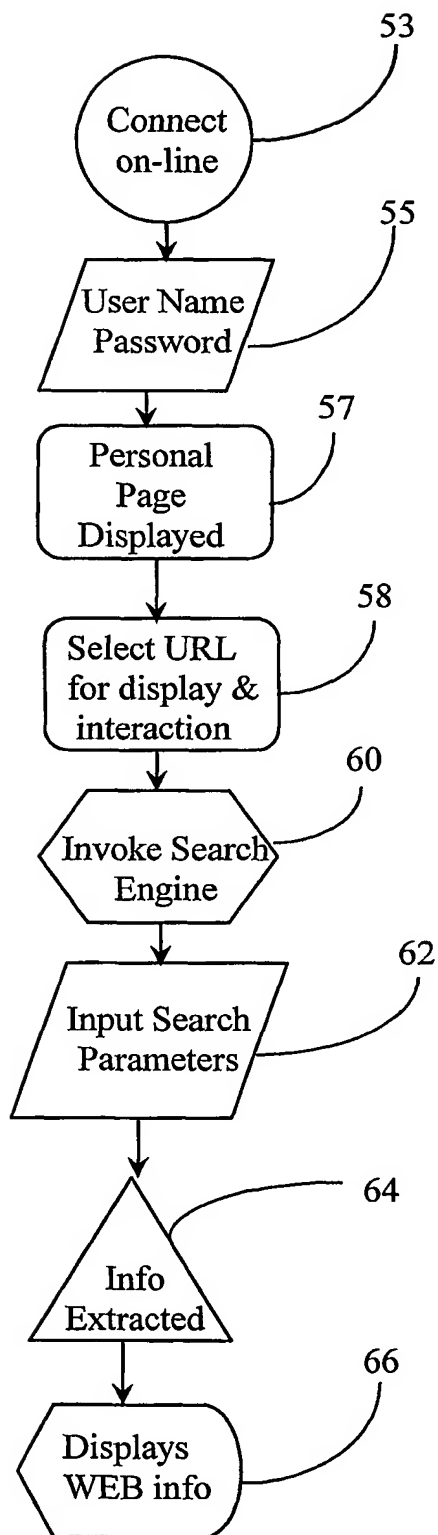 53
Connect
on-line
55
User Name
Password
57
Personal
Page
Displayed
58
Select URL
for display &
interaction
60
Invoke Search
Engine
62
Input Search
Parameters
64
Info
Extracted
66
Displays
WEB info